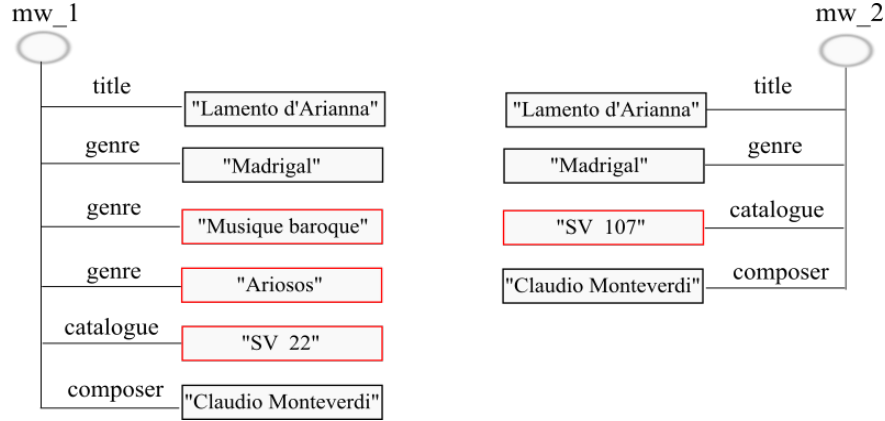 mw_1
title
"Lamento d'Arianna"
genre
"Madrigal"
genre
"Musique baroque"
genre
"Ariosos"
catalogue
"SV 22"
composer
"Claudio Monteverdi"
mw_2
title
"Lamento d'Arianna"
genre
"Madrigal"
catalogue
"SV 107"
composer
"Claudio Monteverdi"